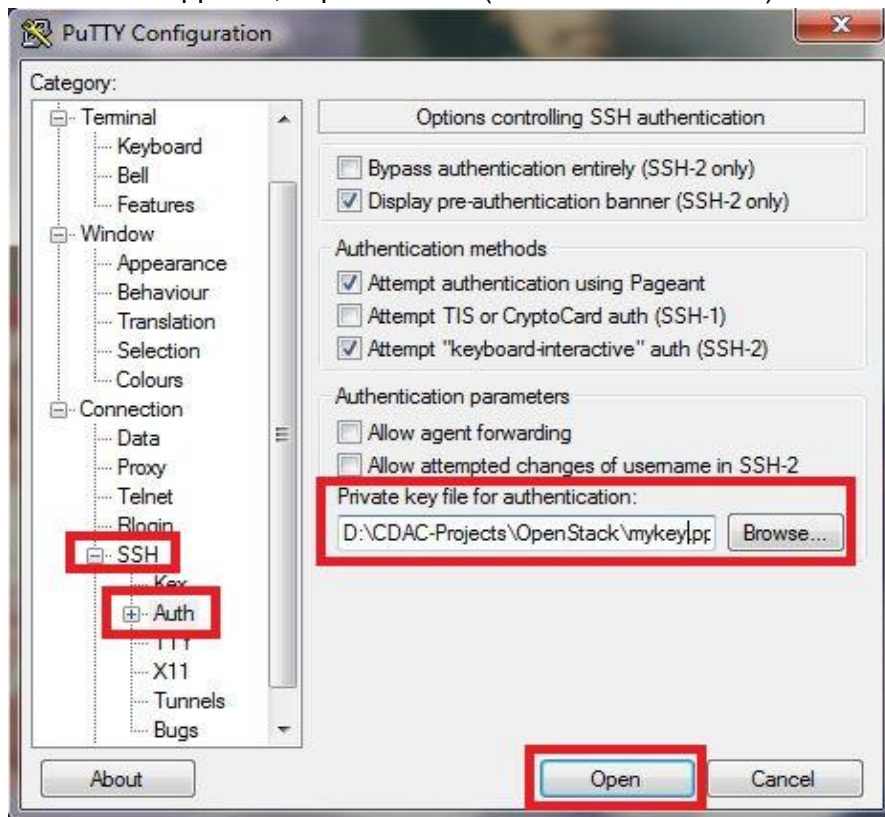 PuTTY Configuration
Category:
Terminal
Keyboard
Bell
Features
Window
Appearance
Behaviour
Translation
Selection
Colours
Connection
Data
Proxy
Telnet
Rlogin
SSH
Kex
Auth
TTY
X11
Tunnels
Bugs
Options controlling SSH authentication
Bypass authentication entirely (SSH-2 only)
Display pre-authentication banner (SSH-2 only)
Authentication methods
Attempt authentication using Pageant
Attempt TIS or CryptoCard auth (SSH-1)
Attempt "keyboard-interactive" auth (SSH-2)
Authentication parameters
Allow agent forwarding
Allow attempted changes of username in SSH-2
Private key file for authentication:
D:\CDAC-Projects\OpenStack\mykey.pp
Browse...
About
Open
Cancel